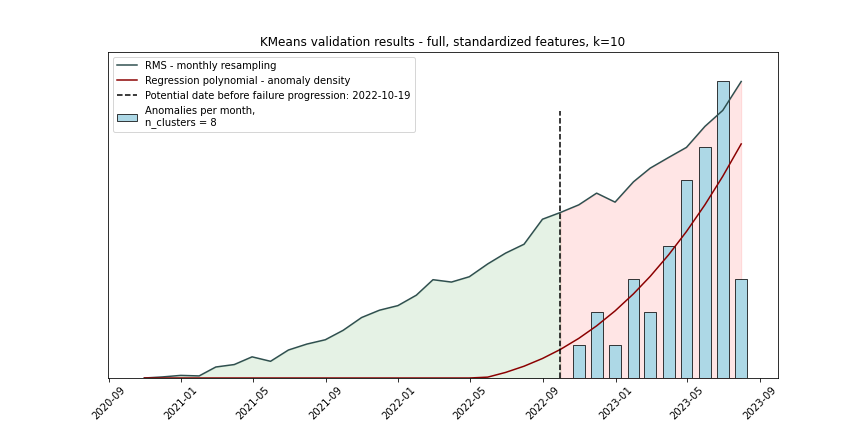 KMeans validation results - full, standardized features, k=10
RMS - monthly resampling
Regression polynomial - anomaly density
Potential date before failure progression: 2022-10-19
Anomalies per month,
n_clusters = 8
2020-09
2021-01
2021-05
2021-09
2022-01
2022-05
2022-09
2023-01
2023-05
2023-09